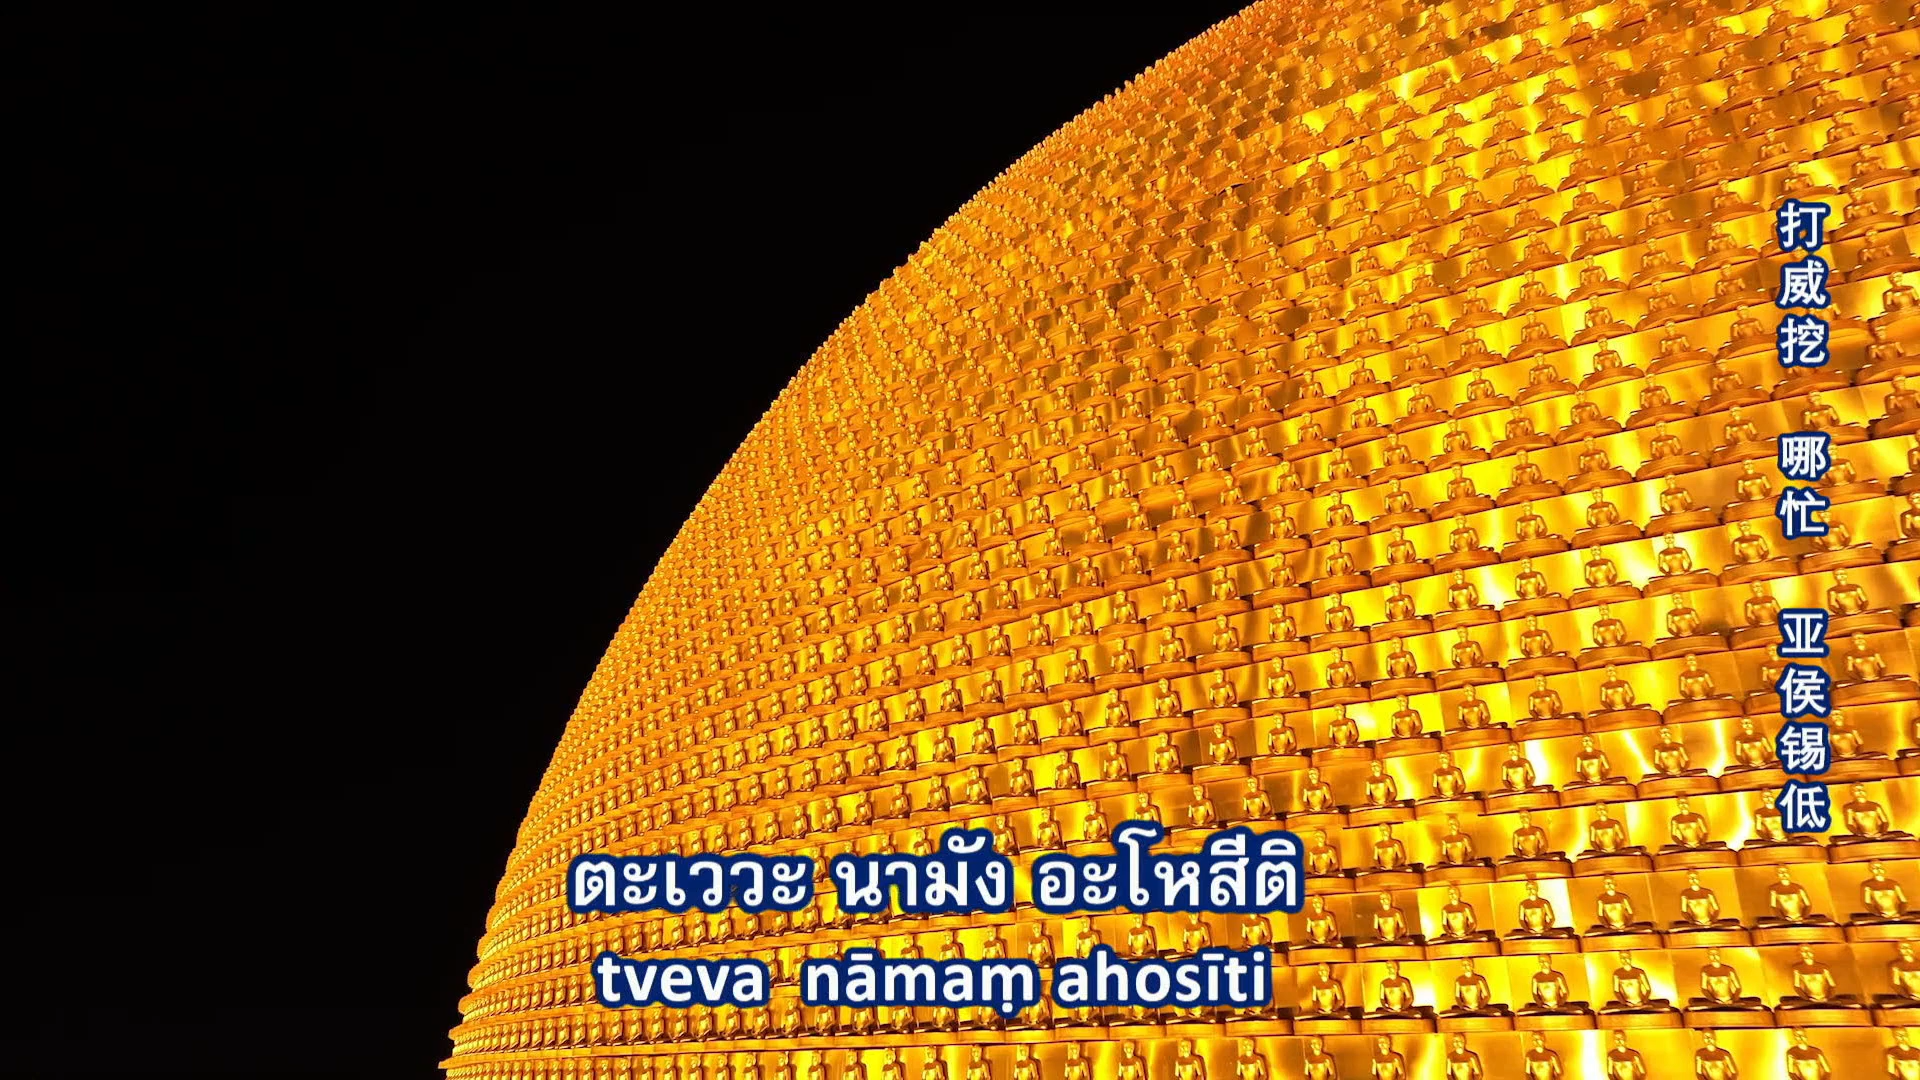 打威挖 哪忙 亚侯锡低
ตะเววะ นามัง อะโหสีติ
tveva nāmaṃ ahosīti